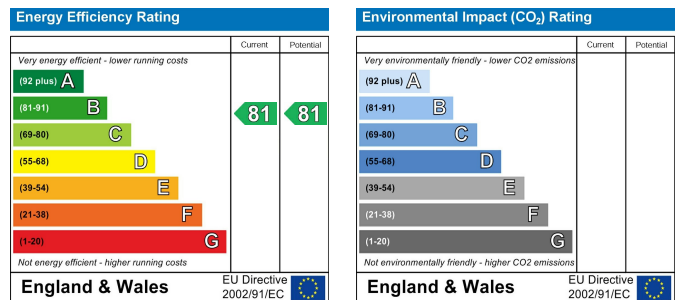 Energy Efficiency Rating
Current Potential
Very energy efficient - lower running costs
(92 plus) A
(81-91) B
81 81
(69-80) C
(55-68) D
(39-54) E
(21-38) F
(1-20) G
Not energy efficient - higher running costs
England & Wales
EU Directive
2002/91/EC
Environmental Impact (CO₂) Rating
Current Potential
Very environmentally friendly - lower CO2 emissions
(92 plus) A
(81-91) B
(69-80) C
(55-68) D
(39-54) E
(21-38) F
(1-20) G
Not environmentally friendly - higher CO2 emissions
England & Wales
EU Directive
2002/91/EC